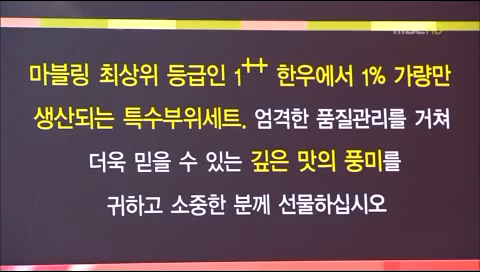 MBC HD
마블링 최상위 등급인 1++ 한우에서 1% 가량만
생산되는 특수부위세트. 엄격한 품질관리를 거쳐
더욱 믿을 수 있는 깊은 맛의 풍미를
귀하고 소중한 분께 선물하십시오